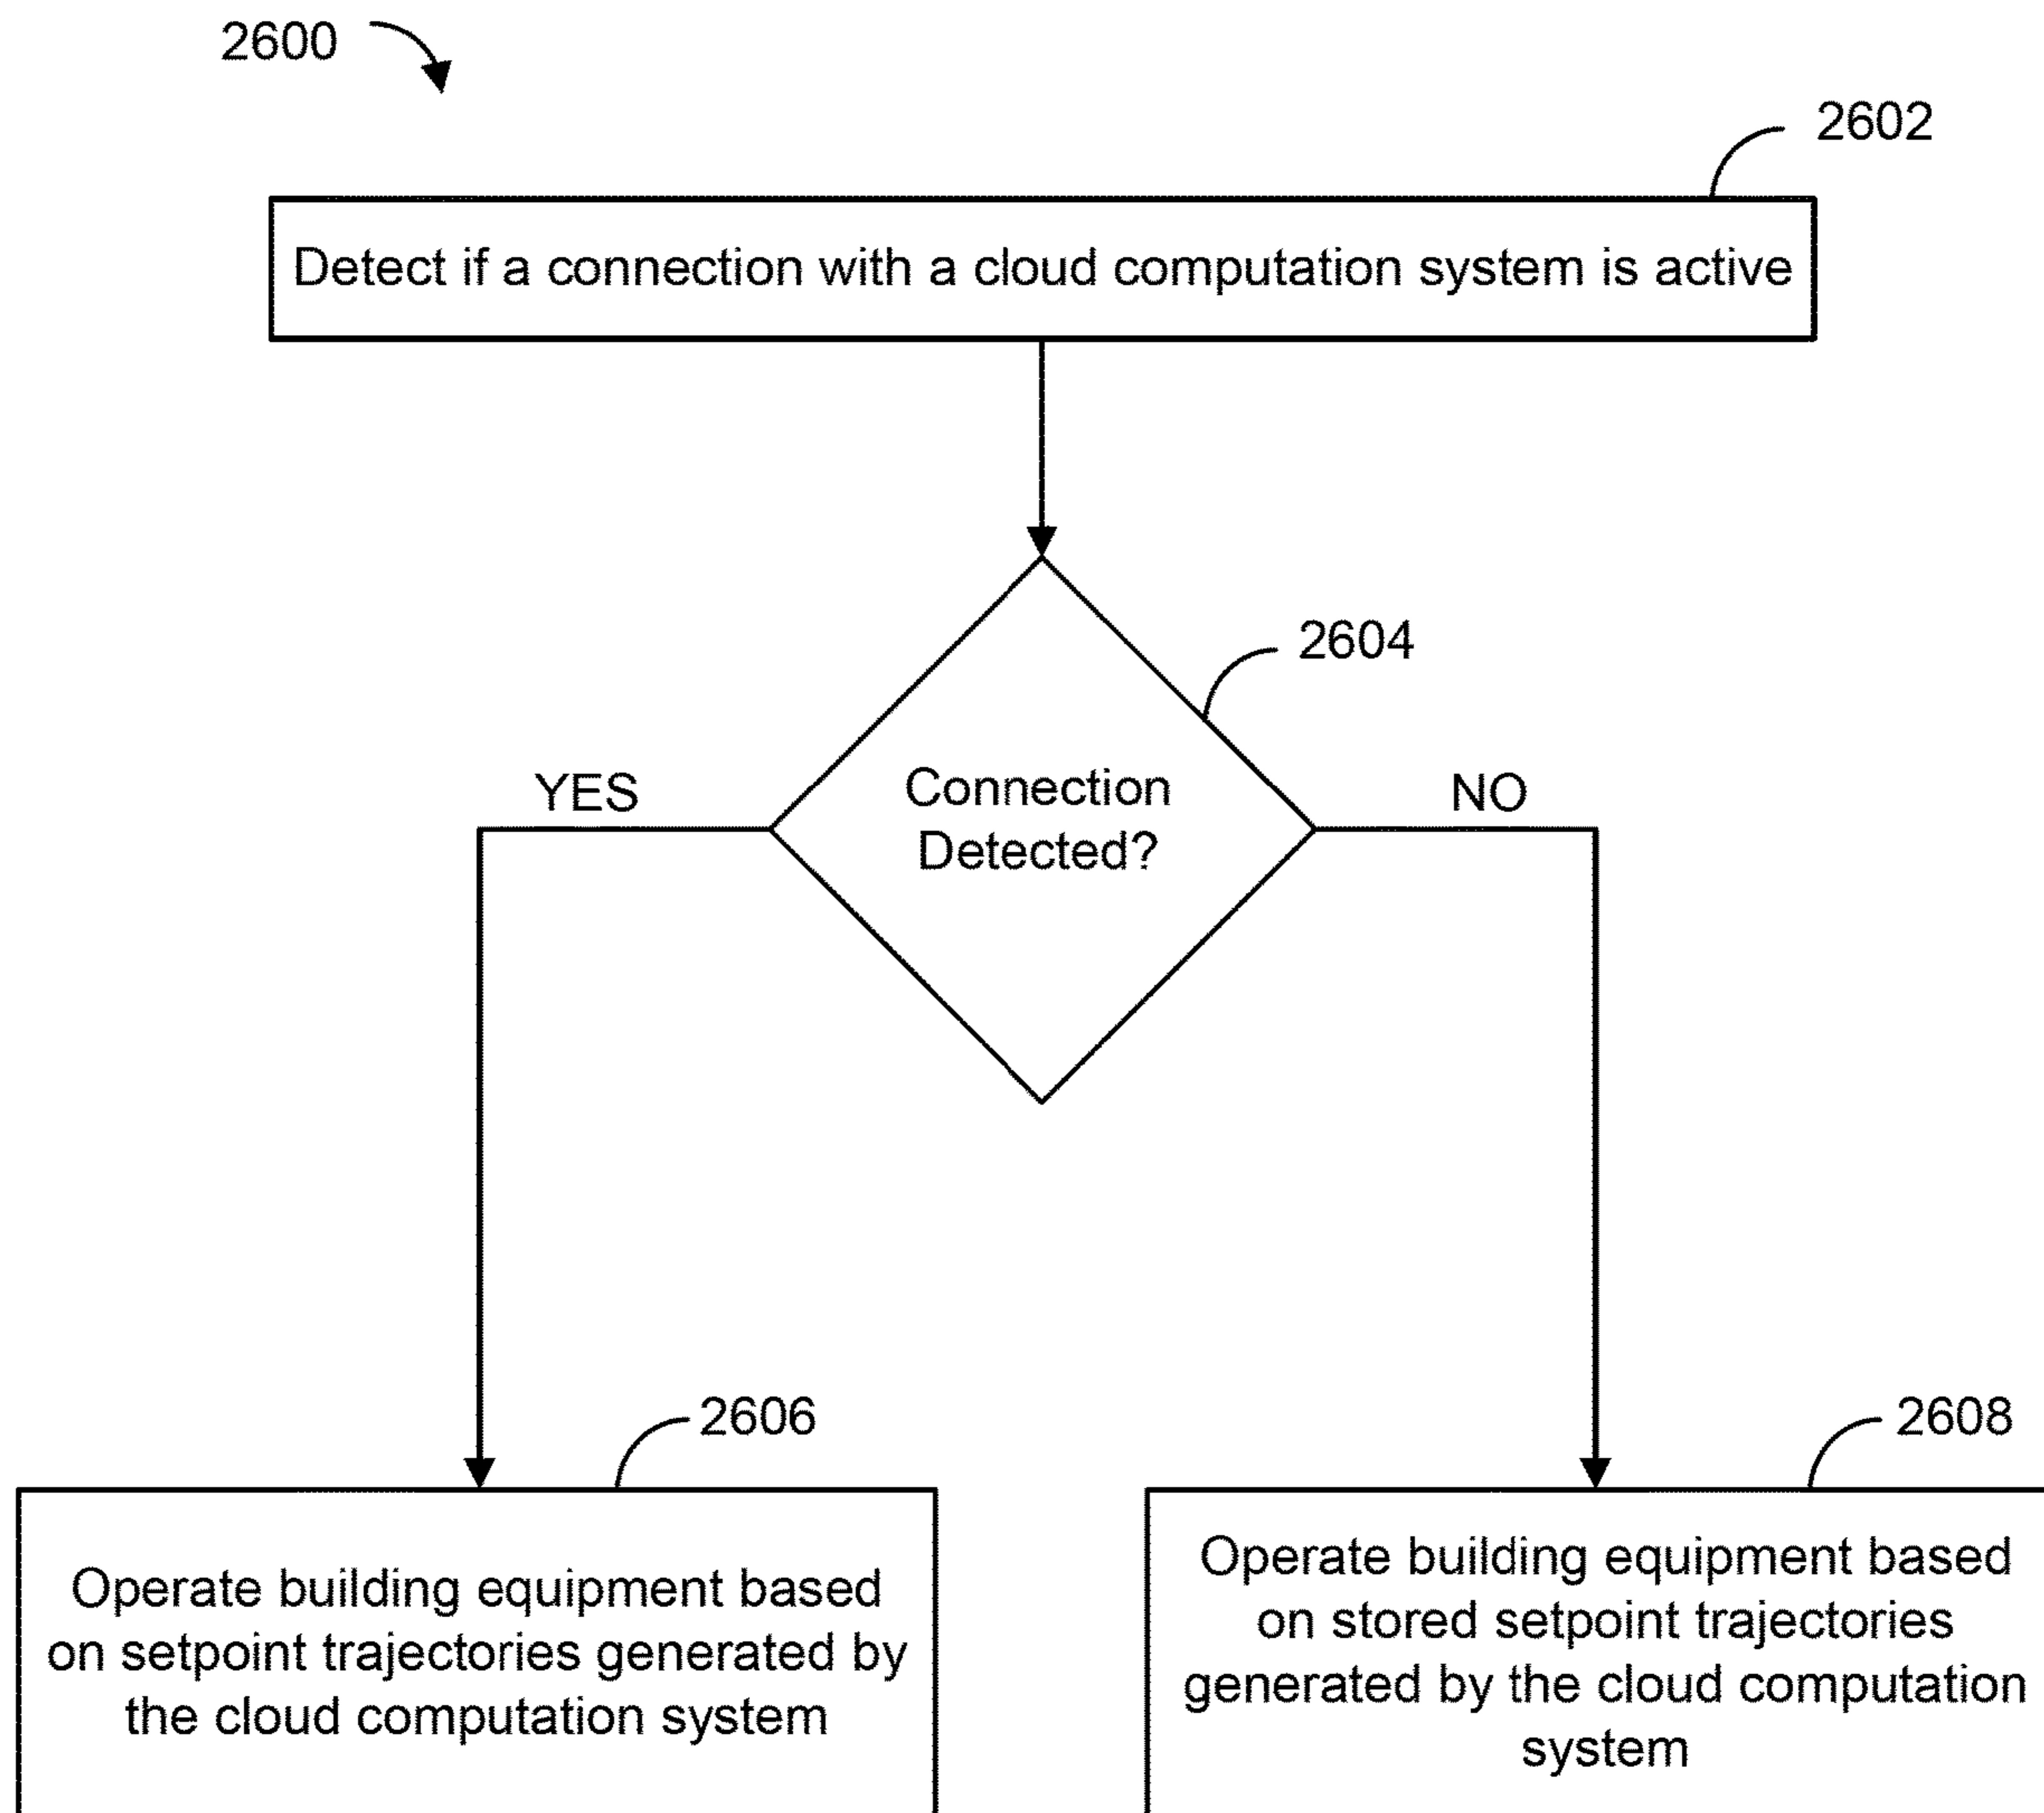 2600
2602
Detect if a connection with a cloud computation system is active
2604
Connection
Detected?
YES
NO
2606
2608
Operate building equipment based
on setpoint trajectories generated by
the cloud computation system
Operate building equipment based
on stored setpoint trajectories
generated by the cloud computation
system